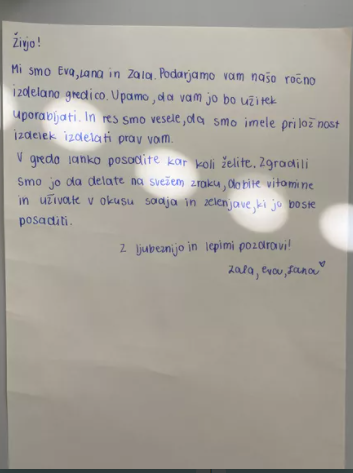 Živjo!
Mi smo Eva, Lana in Zala. Podarjamo vam našo ročno
izdelano gredico. Upamo, da vam jo bo užitek
uporabljati. In res smo vesele, da smo imele priložnost
izdelek izdelati prav vam.
V gredo lahko posadite kar koli želite. Zgradili
smo jo da delate na svežem zraku, dobite vitamine
in uživate v okusu sadja in zelenjave, ki jo boste
posaditi.
Z ljubeznijo in lepimi pozdravi!
Zala, Eva, Lana ♡